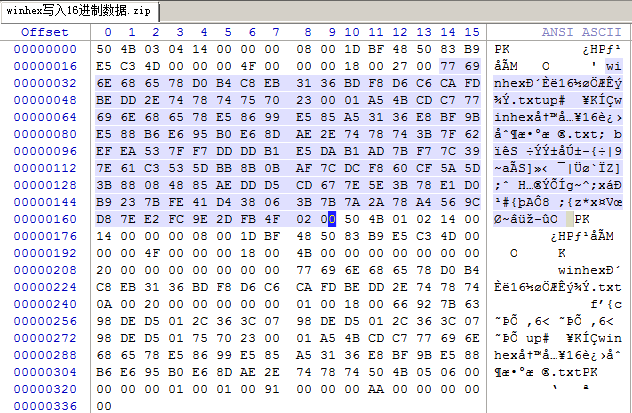 winhex写入16进制数据.zip
Offset 0 1 2 3 4 5 6 7 8 9 10 11 12 13 14 15 ANSI ASCII
00000000 50 4B 03 04 14 00 00 00 08 00 1D BF 48 50 83 B9 PK ¿HPƒ¹
00000016 E5 C3 4D 00 00 00 4F 00 00 00 18 00 27 00 77 69 åÃM O ' wi
00000032 6E 68 65 78 D0 B4 C8 EB 31 36 BD F8 D6 C6 CA FD nhexÐ´Èë16½øÖÆÊý
00000048 BE DD 2E 74 78 74 75 70 23 00 01 A5 4B CD C7 77 ¾Ý.txtup# ¥KÍÇw
00000064 69 6E 68 65 78 E5 86 99 E5 85 A5 31 36 E8 BF 9B inhexå†™å…¥16è¿›
00000080 E5 88 B6 E6 95 B0 E6 8D AE 2E 74 78 74 3B 7F 62 åˆ¶æ•°æ ®.txt; b
00000096 EF EA 53 7F F7 DD DD B1 E5 DA B1 AD 7B F7 7C 39 ïêS ÷ÝÝ±åÚ±-{÷|9
00000112 7E 61 C3 53 5D BB 8B 0B AF 7C DC F8 60 CF 5A 5D ~aÃS]»‹ ¯|Üø`ÏZ]
00000128 3B 88 08 48 85 AE DD D5 CD 67 7E 5E 3B 78 E1 D0 ;ˆ H…®ÝÕÍg~^;xáÐ
00000144 B9 23 7B FE 41 D4 38 06 3B 7B 7A 2A 78 A4 56 9C ¹#{þAÔ8 ;{z*x¤Vœ
00000160 D8 7E E2 FC 9E 2D FB 4F 02 00 50 4B 01 02 14 00 Ø~âüž-ûO PK
00000176 14 00 00 00 08 00 1D BF 48 50 83 B9 E5 C3 4D 00 ¿HPƒ¹åÃM
00000192 00 00 4F 00 00 00 18 00 4B 00 00 00 00 00 00 00 O K
00000208 20 00 00 00 00 00 00 00 77 69 6E 68 65 78 D0 B4 winhexÐ´
00000224 C8 EB 31 36 BD F8 D6 C6 CA FD BE DD 2E 74 78 74 Èë16½øÖÆÊý¾Ý.txt
00000240 0A 00 20 00 00 00 00 00 01 00 18 00 66 92 7B 63 f’{c
00000256 98 DE D5 01 2C 36 3C 07 98 DE D5 01 2C 36 3C 07 ˜ÞÕ ,6< ˜ÞÕ ,6<
00000272 98 DE D5 01 75 70 23 00 01 A5 4B CD C7 77 69 6E ˜ÞÕ up# ¥KÍÇwin
00000288 68 65 78 E5 86 99 E5 85 A5 31 36 E8 BF 9B E5 88 hexå†™å…¥16è¿›åˆ
00000304 B6 E6 95 B0 E6 8D AE 2E 74 78 74 50 4B 05 06 00 ¶æ•°æ ®.txtPK
00000320 00 00 00 01 00 01 00 91 00 00 00 AA 00 00 00 00 ‘ ª
00000336 00